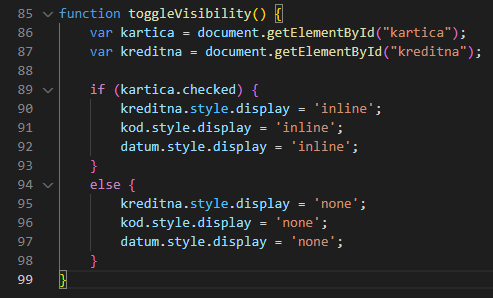 85 function toggleVisibility() {
86 var kartica = document.getElementById("kartica");
87 var kreditna = document.getElementById("kreditna");
88
89 if (kartica.checked) {
90 kreditna.style.display = 'inline';
91 kod.style.display = 'inline';
92 datum.style.display = 'inline';
93 }
94 else {
95 kreditna.style.display = 'none';
96 kod.style.display = 'none';
97 datum.style.display = 'none';
98 }
99 }